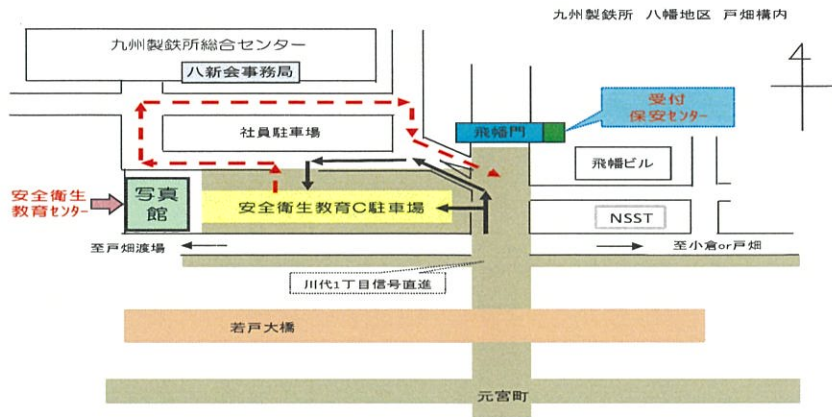 九州製鉄所 八幡地区 戸畑構内
九州製鉄所総合センター
八新会事務局
受付
保安センター
社員駐車場
飛幡門
飛幡ビル
安全衛生
教育センター
写真
館
安全衛生教育C駐車場
NSST
至戸畑渡場
至小倉or戸畑
川代1丁目信号直進
若戸大橋
元宮町